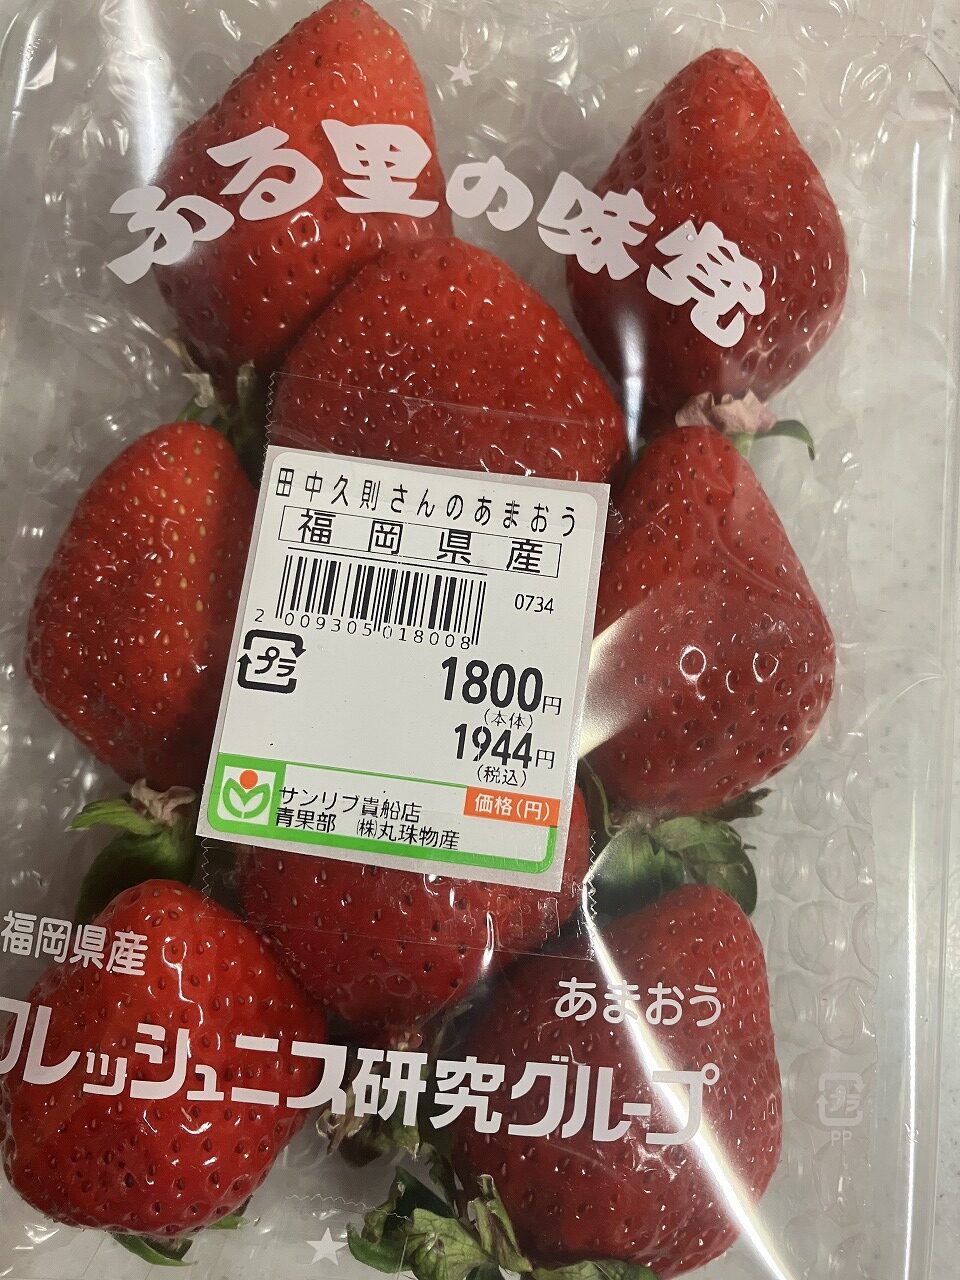 ふる里の味覚
田中久則さんのあまおう
福岡県産
0734
2 009305 018008
プラ
1800円
(本体)
1944円
(税込)
価格(円)
サンリブ貴船店
青果部 ㈱丸珠物産
福岡県産
あまおう
フレッシュニス研究グループ
プラ
PP